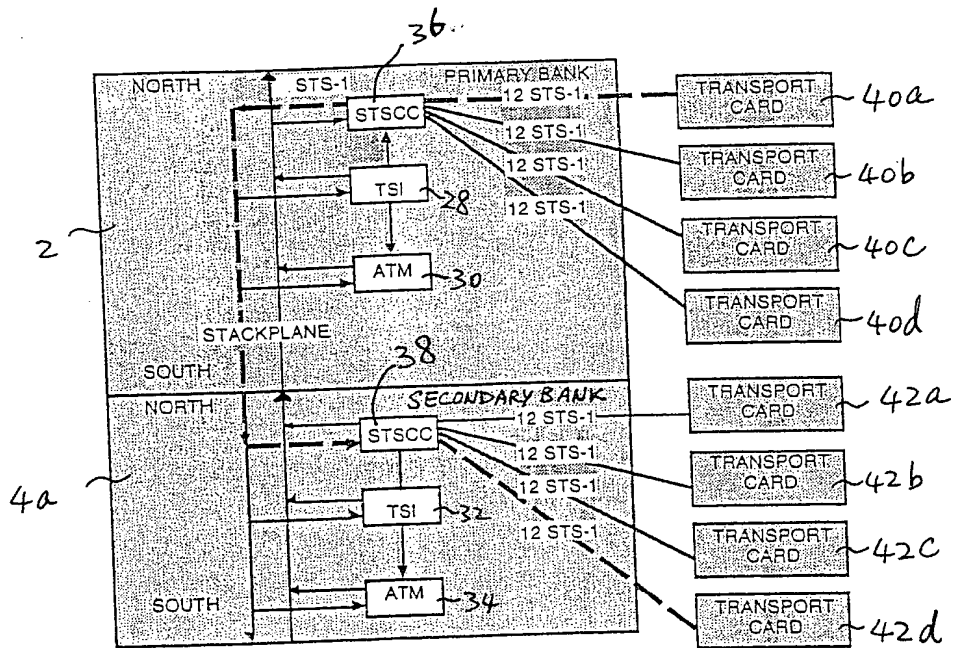 36
NORTH
STS-1
PRIMARY BANK
12 STS-1
STSCC
TRANSPORT
CARD
40a
12 STS-1
TRANSPORT
CARD
40b
12 STS-1
TSI
28
12 STS-1
TRANSPORT
CARD
40c
2
ATM
30
TRANSPORT
CARD
40d
STACKPLANE
38
SOUTH
NORTH
SECONDARY BANK
12 STS-1
STSCC
TRANSPORT
CARD
42a
12 STS-1
TRANSPORT
CARD
42b
12 STS-1
4a
TSI
32
12 STS-1
TRANSPORT
CARD
42c
ATM
34
SOUTH
TRANSPORT
CARD
42d